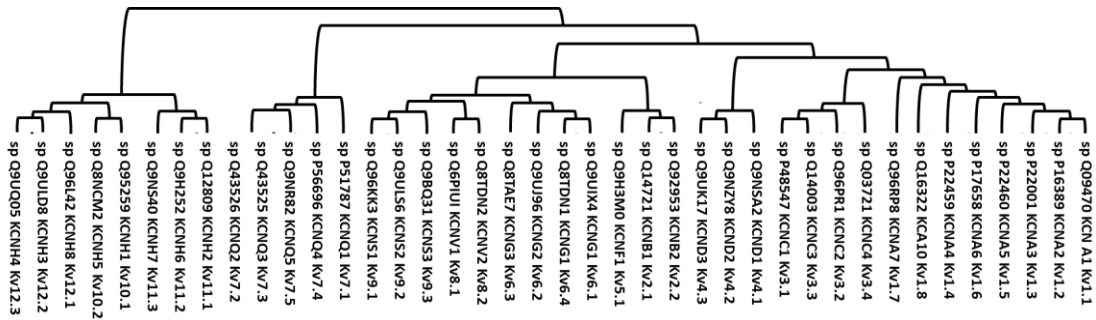 sp Q9UQ05 KCNH4 Kv12.3
sp Q9ULD8 KCNH3 Kv12.2
sp Q96L42 KCNH8 Kv12.1
sp Q8NCM2 KCNH5 Kv10.2
sp Q95259 KCNH1 Kv10.1
sp Q9NS40 KCNH7 Kv11.3
sp Q9H252 KCNH6 Kv11.2
sp Q12809 KCNH2 Kv11.1
sp Q43526 KCNQ2 Kv7.2
sp Q43525 KCNQ3 Kv7.3
sp Q9NR82 KCNQ5 Kv7.5
sp P56696 KCNQ4 Kv7.4
sp P51787 KCNQ1 Kv7.1
sp Q96KK3 KCNS1 Kv9.1
sp Q9ULS6 KCNS2 Kv9.2
sp Q9BQ31 KCNS3 Kv9.3
sp Q6PIUI KCNV1 Kv8.1
sp Q8TDN2 KCNV2 Kv8.2
sp Q8TAE7 KCNG3 Kv6.3
sp Q9UJ96 KCNG2 Kv6.2
sp Q8TDN1 KCNG1 Kv6.4
sp Q9UIX4 KCNG1 Kv6.1
sp Q9H3M0 KCNF1 Kv5.1
sp Q14721 KCNB1 Kv2.1
sp Q92953 KCNB2 Kv2.2
sp Q9UK17 KCND3 Kv4.3
sp Q9NZY8 KCND2 Kv4.2
sp Q9NSA2 KCND1 Kv4.1
sp P48547 KCNC1 Kv3.1
sp Q14003 KCNC3 Kv3.3
sp Q96PR1 KCNC2 Kv3.2
sp Q03721 KCNC4 Kv3.4
sp Q96RP8 KCNA7 Kv1.7
sp Q16322 KCA10 Kv1.8
sp P22459 KCNA4 Kv1.4
sp P17658 KCNA6 Kv1.6
sp P22460 KCNA5 Kv1.5
sp P22001 KCNA3 Kv1.3
sp P16389 KCNA2 Kv1.2
sp Q09470 KCN A1 Kv1.1